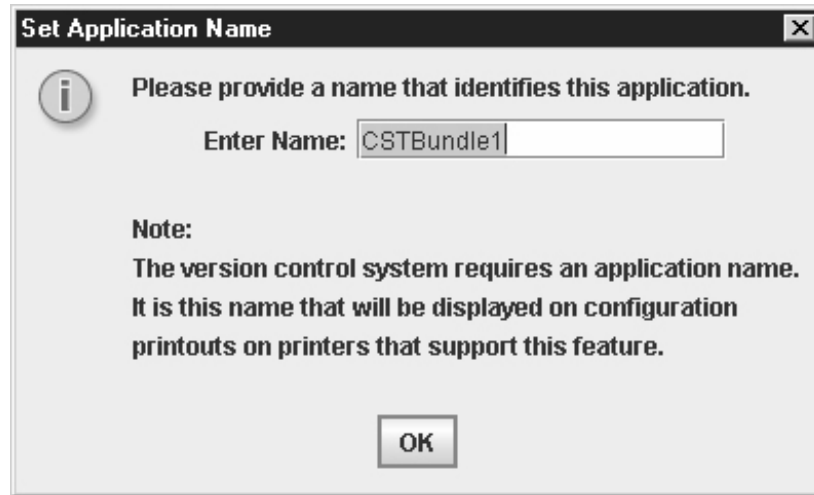 Set Application Name
Please provide a name that identifies this application.
Enter Name: CSTBundle1
Note:
The version control system requires an application name.
It is this name that will be displayed on configuration
printouts on printers that support this feature.
OK